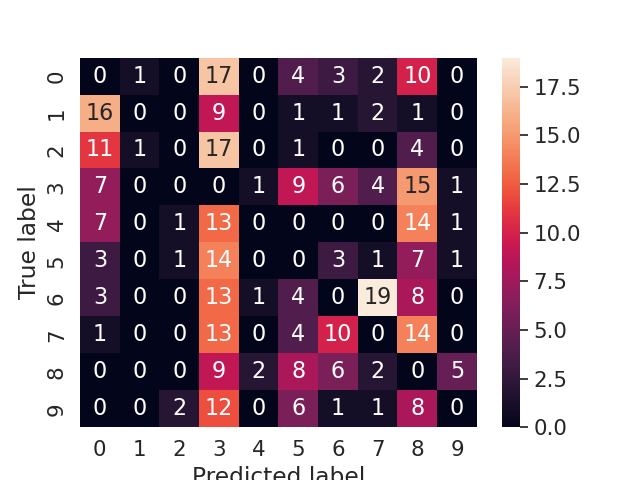 0 0 1 0 17 0 4 3 2 10 0
1 16 0 0 9 0 1 1 2 1 0
2 11 1 0 17 0 1 0 0 4 0
3 7 0 0 0 1 9 6 4 15 1
4 7 0 1 13 0 0 0 0 14 1
5 3 0 1 14 0 0 3 1 7 1
6 3 0 0 13 1 4 0 19 8 0
7 1 0 0 13 0 4 10 0 14 0
8 0 0 0 9 2 8 6 2 0 5
9 0 0 2 12 0 6 1 1 8 0
0 1 2 3 4 5 6 7 8 9
True label
Predicted label
17.5
15.0
12.5
10.0
7.5
5.0
2.5
0.0